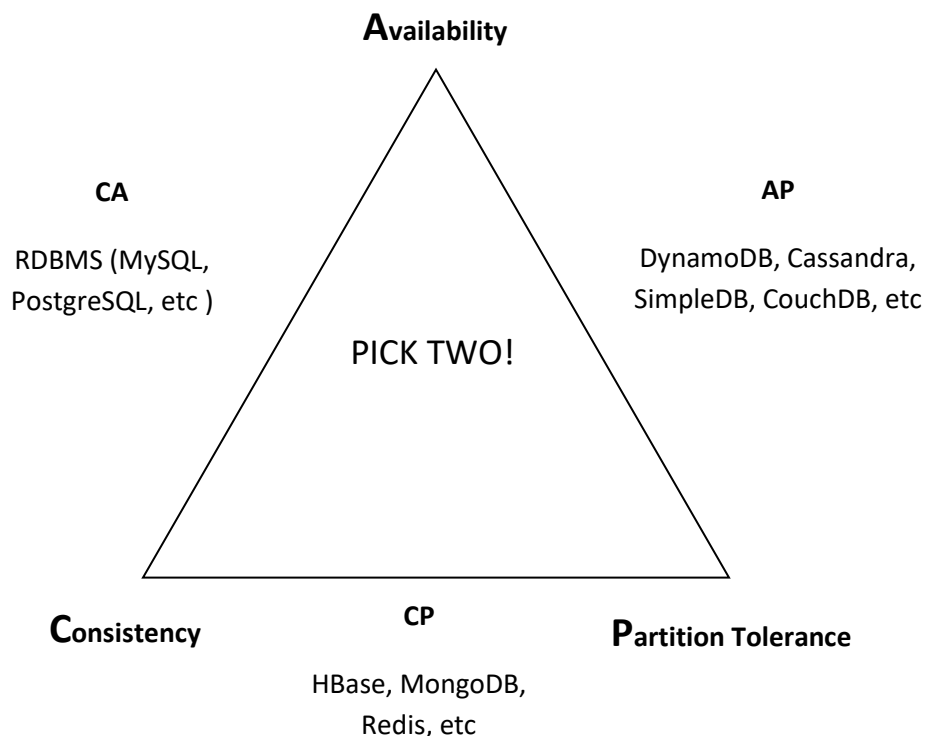 Availability
CA
AP
RDBMS (MySQL,
PostgreSQL, etc )
DynamoDB, Cassandra,
SimpleDB, CouchDB, etc
PICK TWO!
Consistency
CP
Partition Tolerance
HBase, MongoDB,
Redis, etc